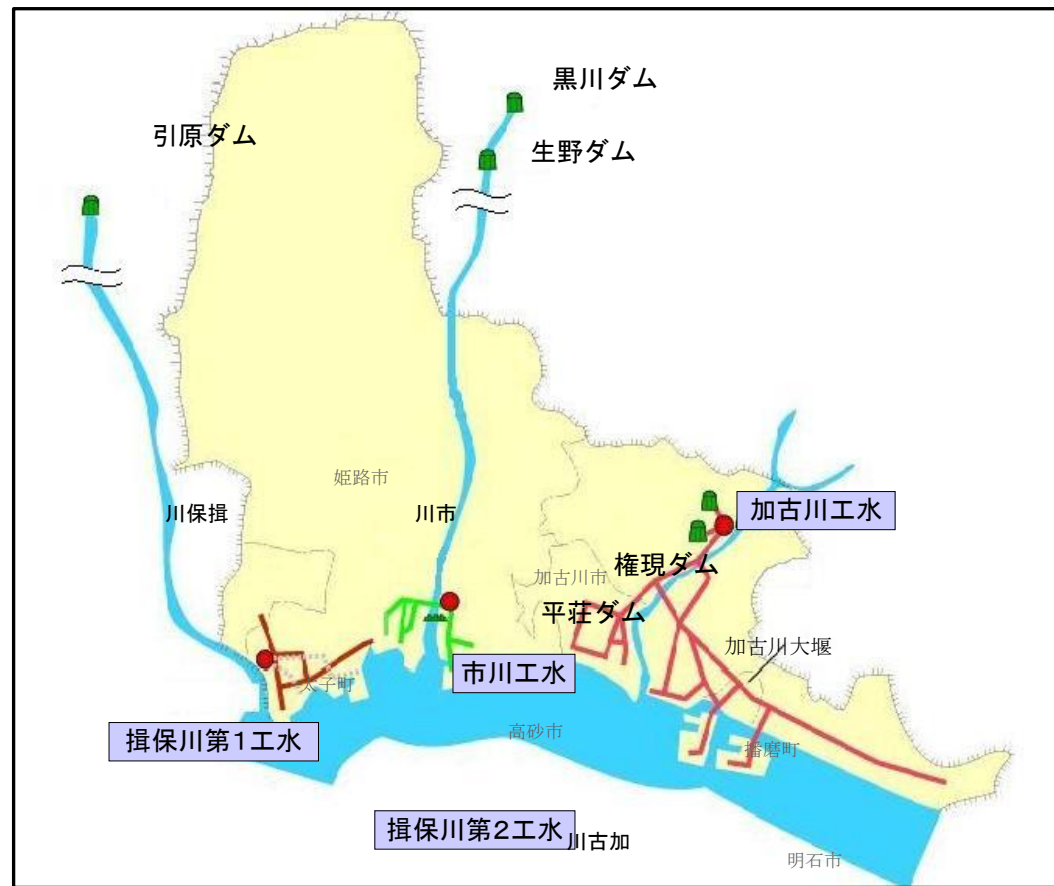 黒川ダム
引原ダム
生野ダム
姫路市
川保揖
川市
加古川工水
加古川市
権現ダム
平荘ダム
加古川大堰
市川工水
太子町
揖保川第1工水
高砂市
播磨町
揖保川第2工水
川古加
明石市